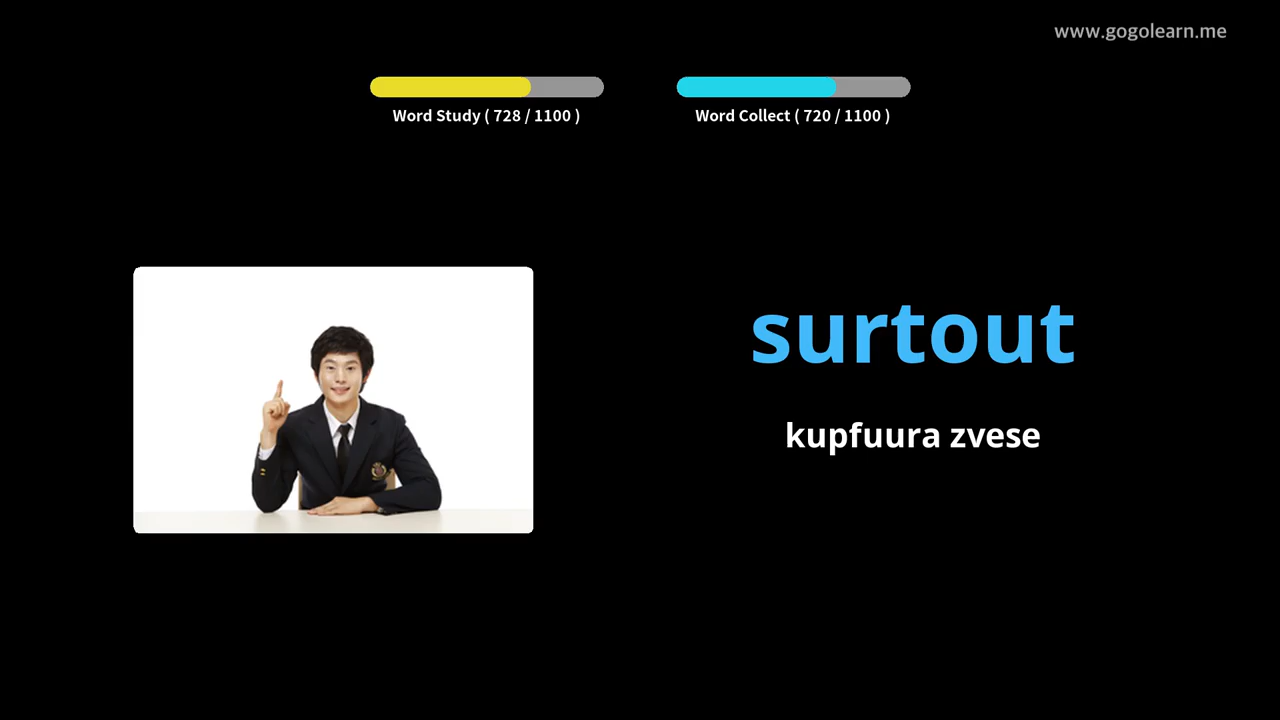 www.gogolearn.me
Word Study ( 728 / 1100 )
Word Collect ( 720 / 1100 )
surtout
kupfuura zvese